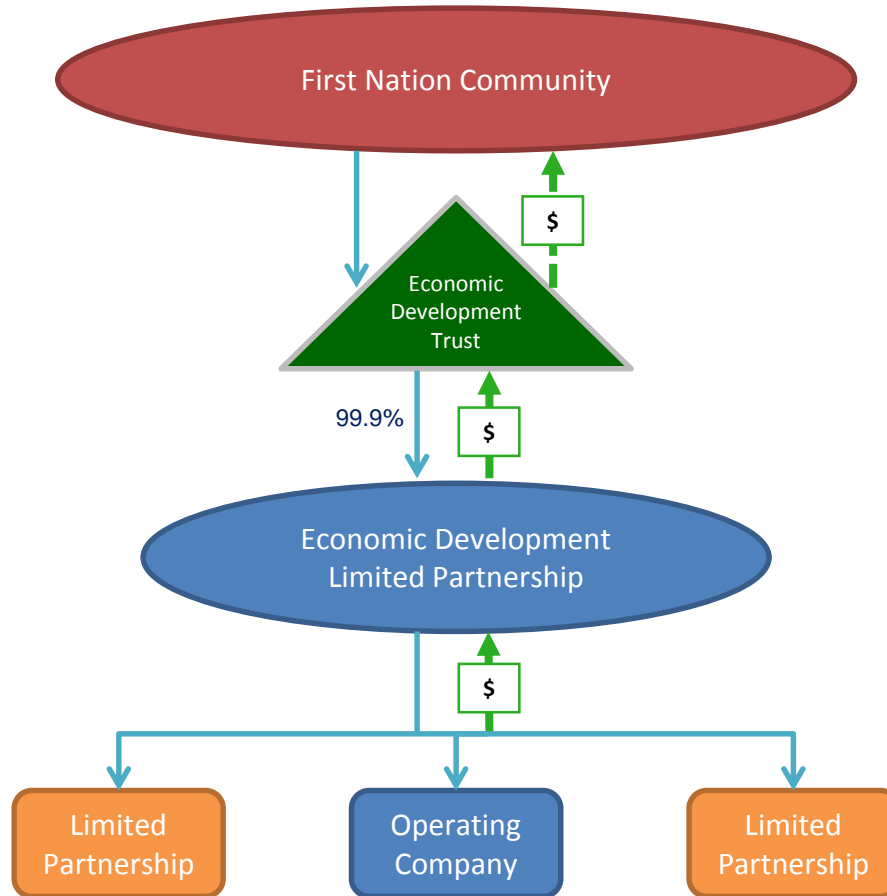 First Nation Community
$
Economic
Development
Trust
99.9%
$
Economic Development
Limited Partnership
$
Limited
Partnership
Operating
Company
Limited
Partnership